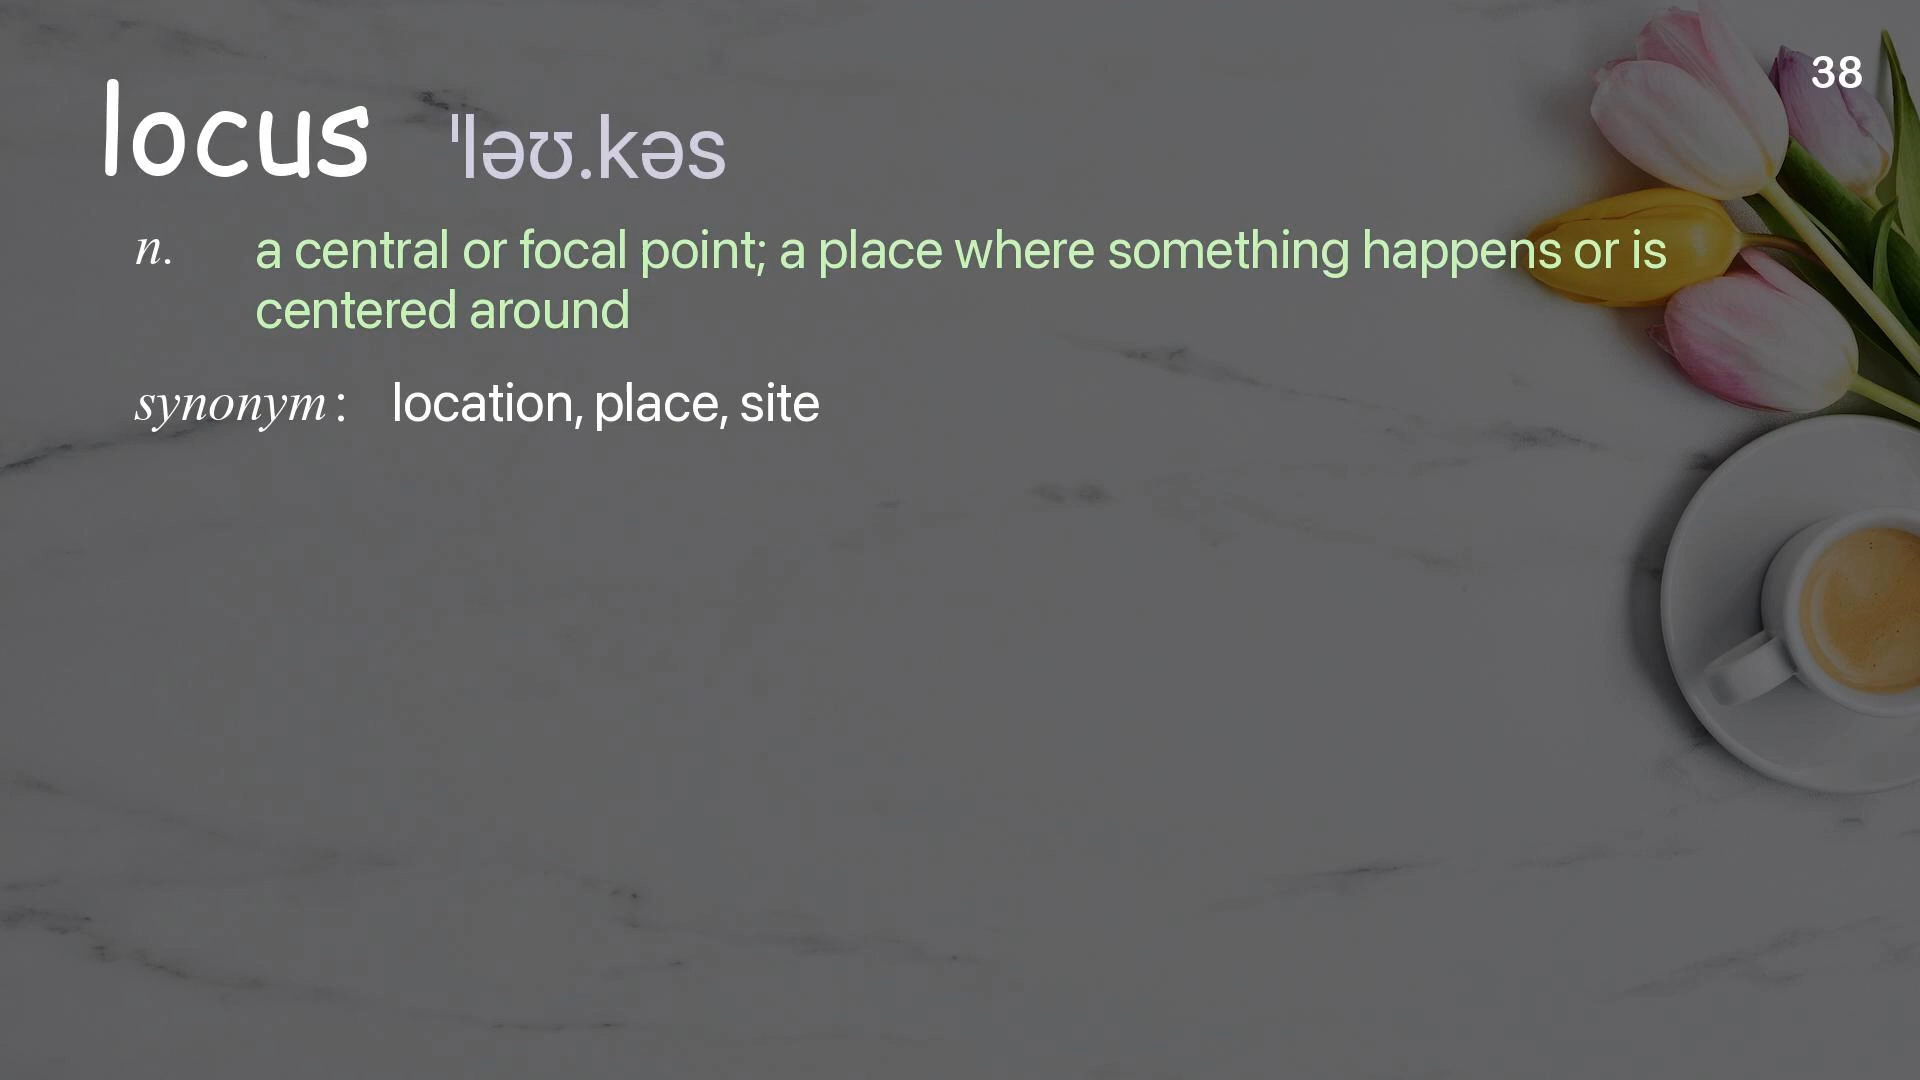 38
locus ˈləʊ.kəs
n. a central or focal point; a place where something happens or is
centered around
synonym: location, place, site